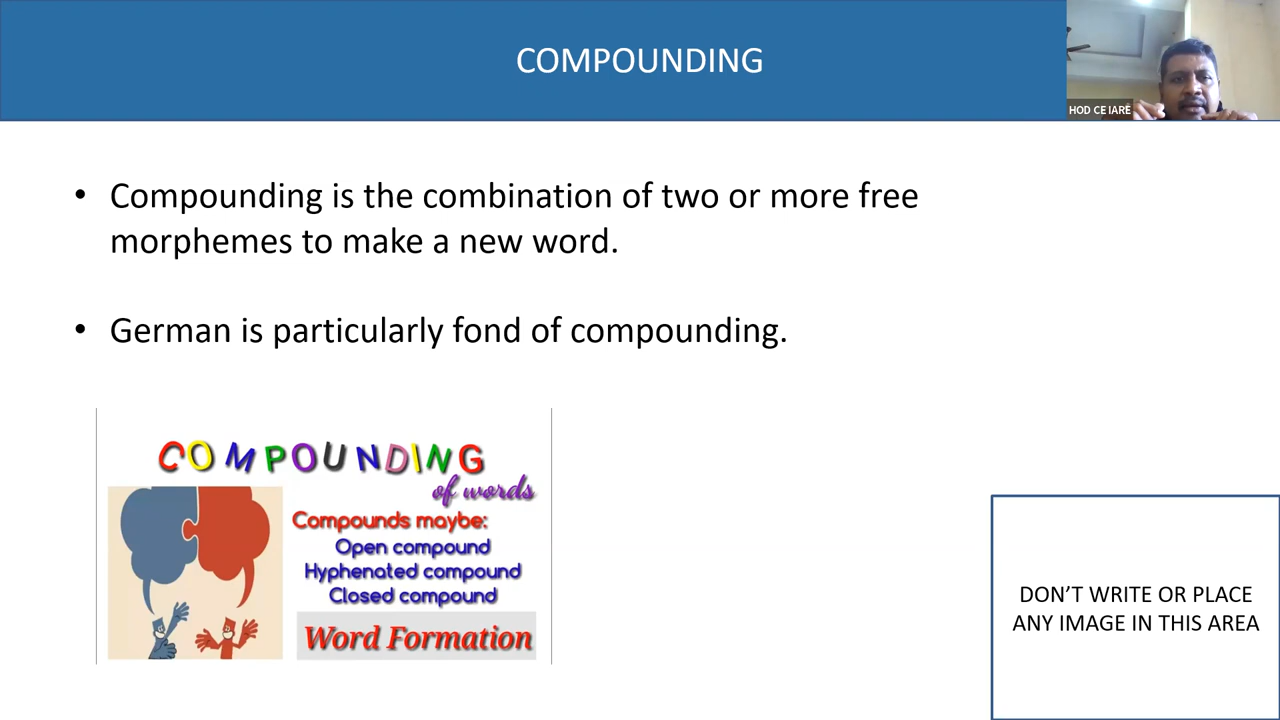 COMPOUNDING
HOD CE IARE
• Compounding is the combination of two or more free
morphemes to make a new word.
• German is particularly fond of compounding.
COMPOUNDING
of words
Compounds maybe:
Open compound
Hyphenated compound
Closed compound
Word Formation
DON'T WRITE OR PLACE
ANY IMAGE IN THIS AREA